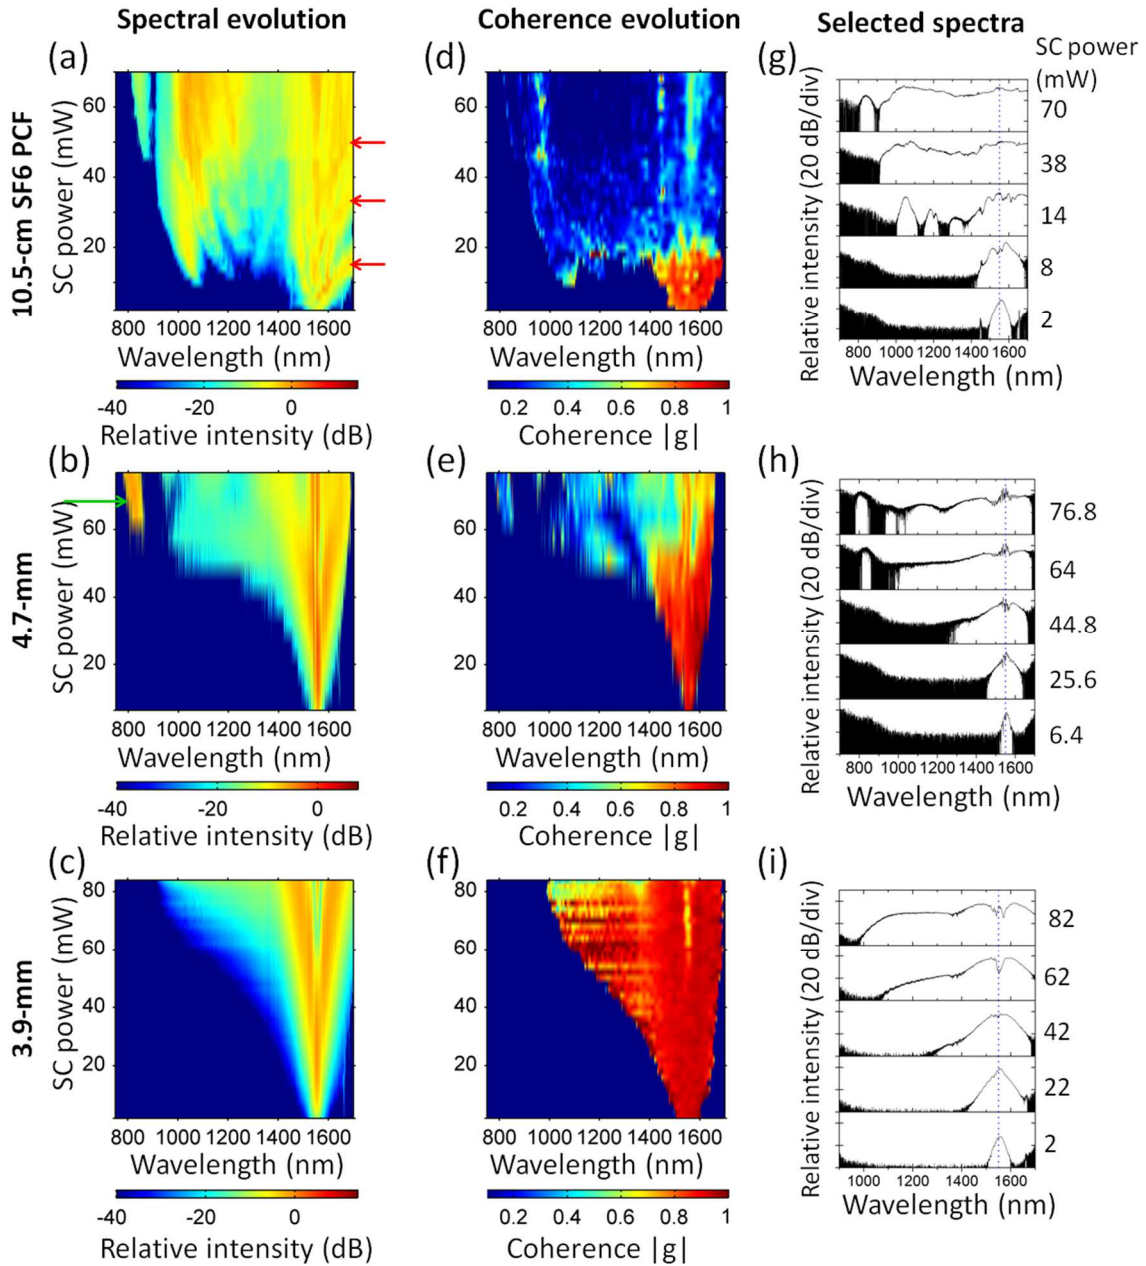 Spectral evolution
Coherence evolution
Selected spectra
10.5-cm SF6 PCF
(a)
SC power (mW)
60
40
20
800 1000 1200 1400 1600
Wavelength (nm)
-40 -20 0
Relative intensity (dB)
(d)
60
40
20
800 1000 1200 1400 1600
Wavelength (nm)
0.2 0.4 0.6 0.8 1
Coherence |g|
(g)
SC power
(mW)
Relative intensity (20 dB/div)
70
38
14
8
2
800 1000 1200 1400 1600
Wavelength (nm)
4.7-mm
(b)
SC power (mW)
60
40
20
800 1000 1200 1400 1600
Wavelength (nm)
-40 -20 0
Relative intensity (dB)
(e)
60
40
20
800 1000 1200 1400 1600
Wavelength (nm)
0.2 0.4 0.6 0.8 1
Coherence |g|
(h)
Relative intensity (20 dB/div)
76.8
64
44.8
25.6
6.4
800 1000 1200 1400 1600
Wavelength (nm)
3.9-mm
(c)
SC power (mW)
80
60
40
20
800 1000 1200 1400 1600
Wavelength (nm)
-40 -20 0
Relative intensity (dB)
(f)
80
60
40
20
800 1000 1200 1400 1600
Wavelength (nm)
0.2 0.4 0.6 0.8 1
Coherence |g|
(i)
Relative intensity (20 dB/div)
82
62
42
22
2
1000 1200 1400 1600
Wavelength (nm)